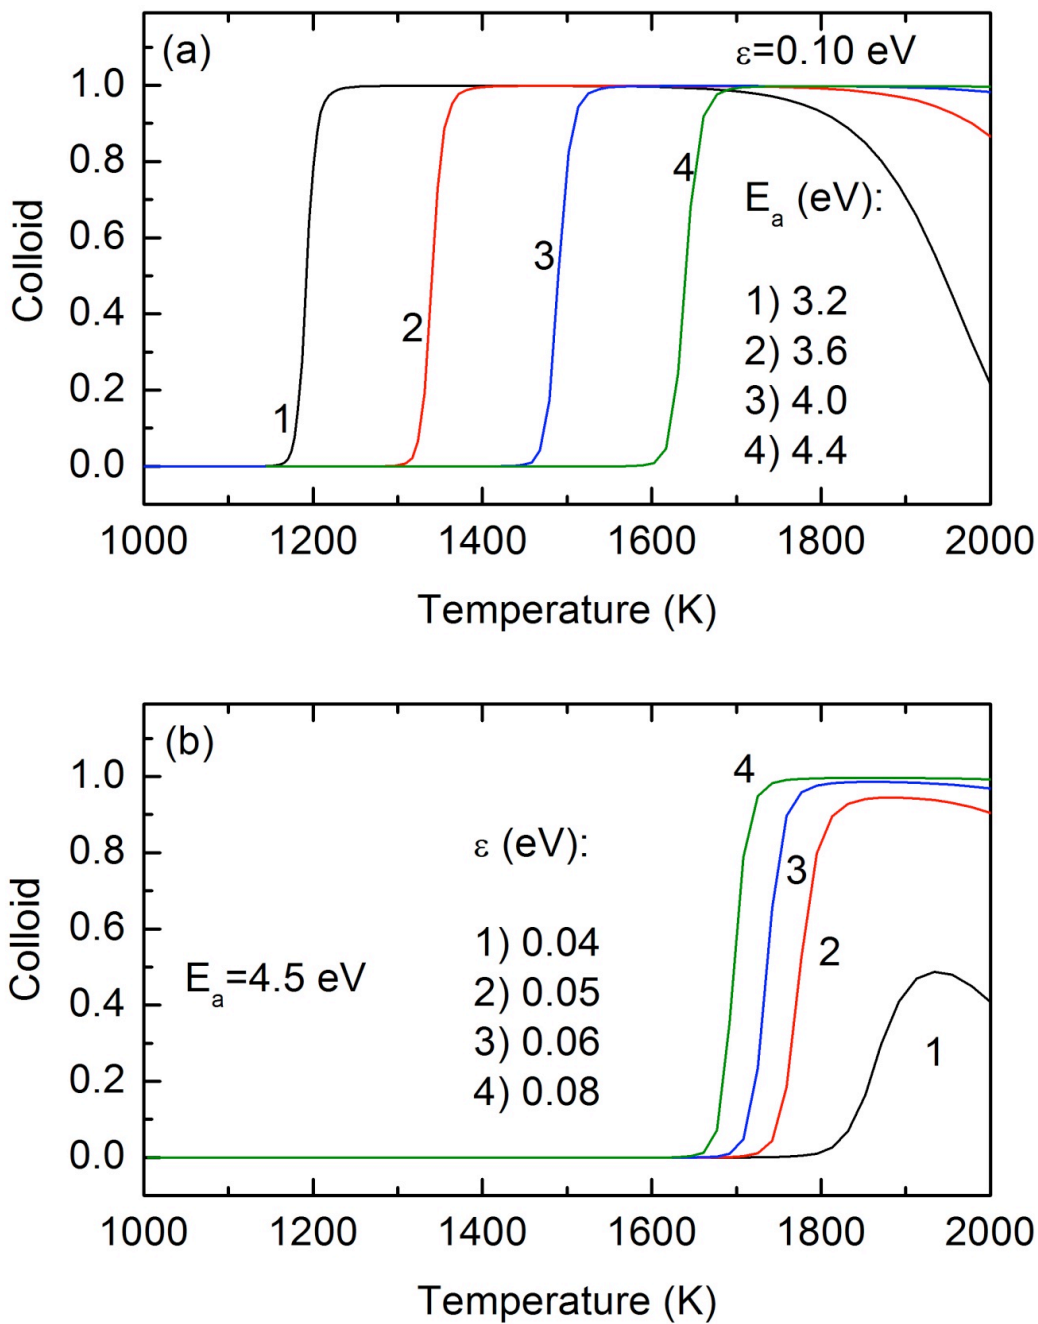 (a)
ε=0.10 eV
1.0
0.8
0.6
0.4
0.2
0.0
Colloid
1
2
3
4
E_a (eV):
1) 3.2
2) 3.6
3) 4.0
4) 4.4
1000 1200 1400 1600 1800 2000
Temperature (K)
(b)
1.0
0.8
0.6
0.4
0.2
0.0
Colloid
E_a=4.5 eV
ε (eV):
1) 0.04
2) 0.05
3) 0.06
4) 0.08
4
3
2
1
1000 1200 1400 1600 1800 2000
Temperature (K)